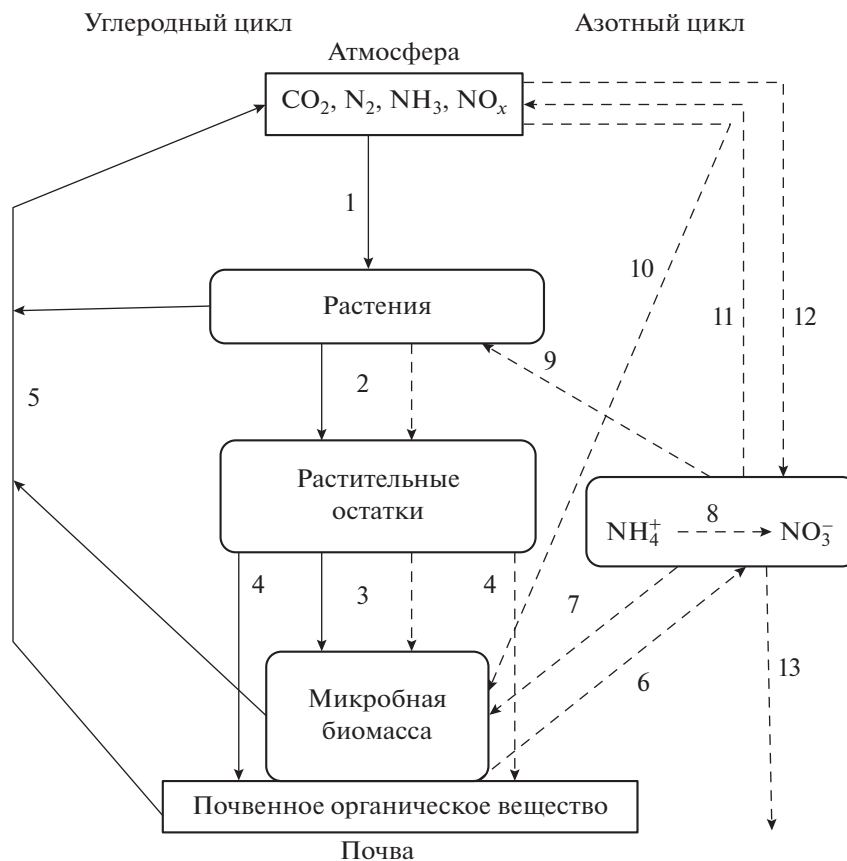 Углеродный цикл
Азотный цикл
Атмосфера
CO₂, N₂, NH₃, NOₓ
1
10
Растения
11
12
9
2
5
Растительные
остатки
8
NH₄⁺
NO₃⁻
4
3
4
7
13
6
Микробная
биомасса
Почвенное органическое вещество
Почва